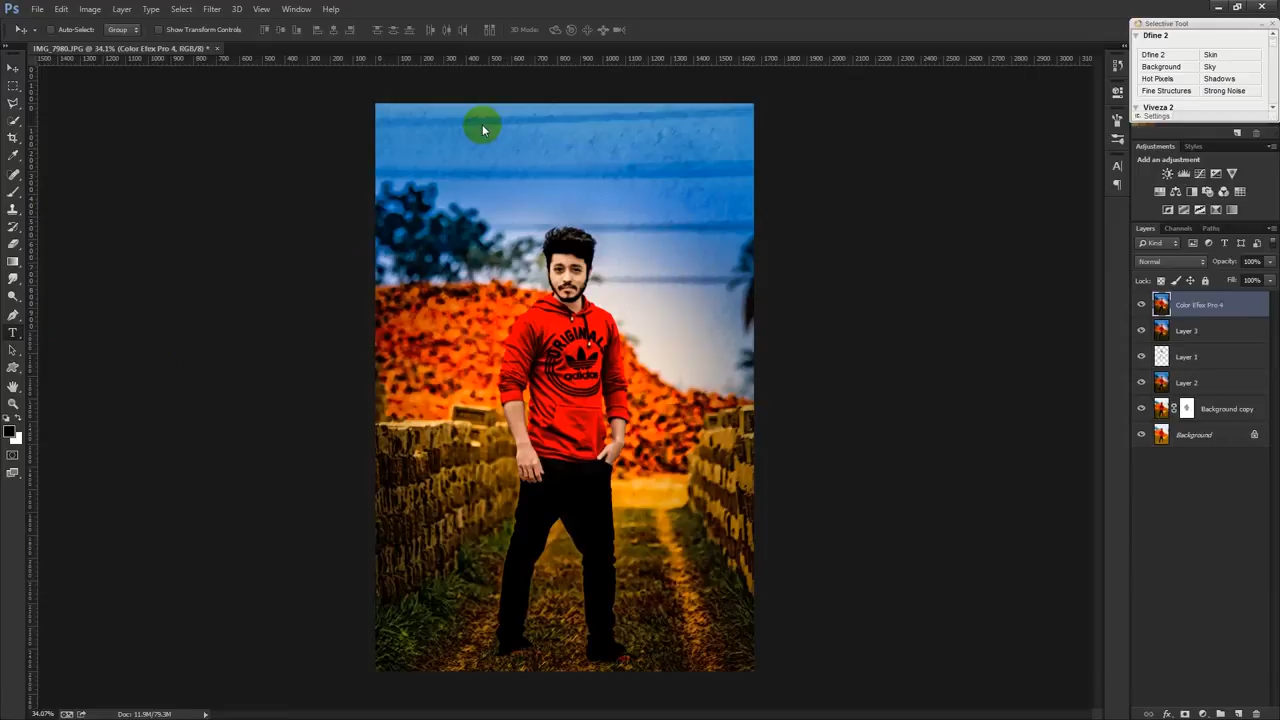 Ps File Edit Image Layer Type Select Filter 3D View Window Help
Auto-Select: Group Show Transform Controls 3D Mode:
IMG_7980.JPG @ 34.1% (Color Efex Pro 4, RGB/8) *
Selective Tool
Dfine 2
Dfine 2 Skin
Background Sky
Hot Pixels Shadows
Fine Structures Strong Noise
Viveza 2
Settings
Adjustments Styles
Add an adjustment
Layers Channels Paths
Kind
Normal Opacity: 100%
Lock: Fill: 100%
Color Efex Pro 4
Layer 3
Layer 1
Layer 2
Background copy
Background
ORIGINALS
adidas
34.07% Doc: 11.9M/79.3M